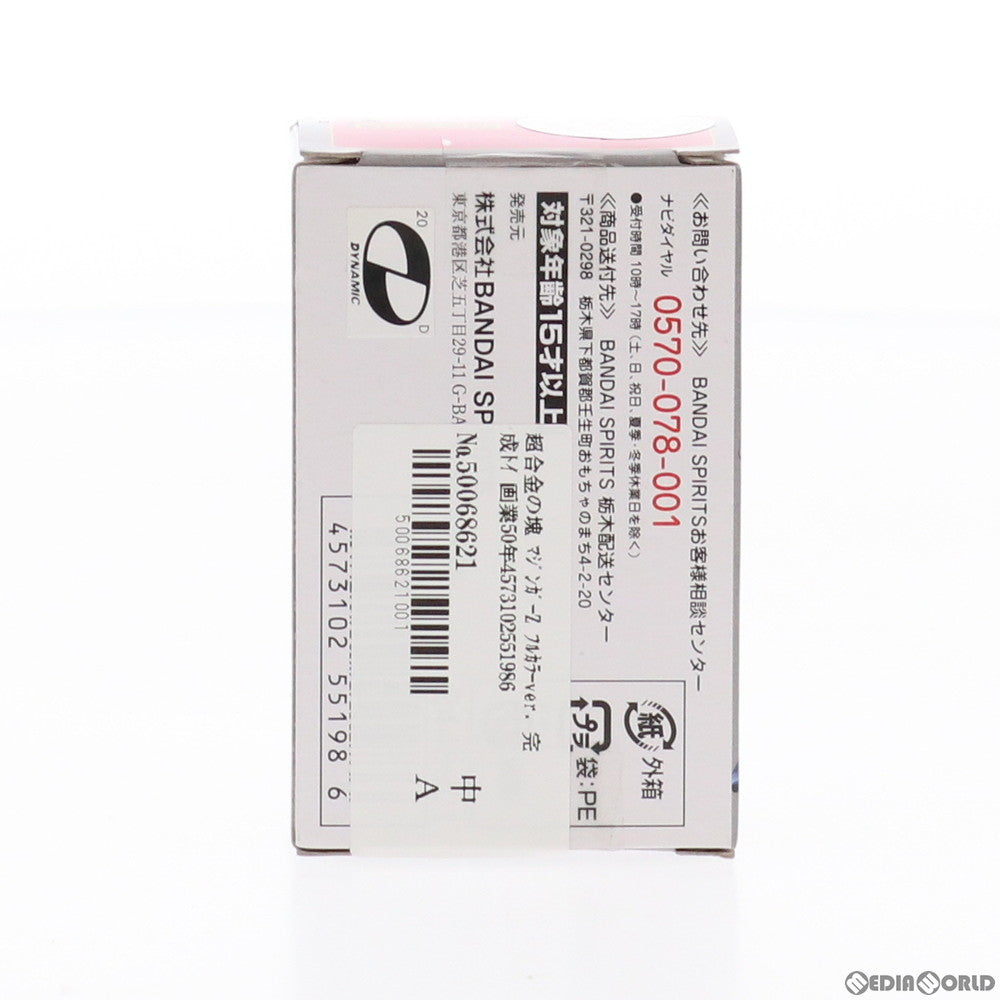 ≪お問い合わせ先≫ BANDAI SPIRITSお客様相談センター
ナビダイヤル 0570-078-001
●受付時間 10時〜17時 (土、日、祝日、夏季・冬季休業日を除く)
≪商品送付先≫ BANDAI SPIRITS 栃木配送センター
〒321-0298 栃木県下都賀郡壬生町おもちゃのまち4-2-20
対象年齢15才以上
発売元
株式会社BANDAI SP
東京都港区芝五丁目29-11 G-BA
20
DYNAMIC
D
超合金の塊 ﾏｼﾞﾝｶﾞｰZ ﾌﾙｶﾗｰver. 完
成ﾄｲ 画業50年4573102551986
No.50068621
50068621001
中
A
4573102 551986
紙 外箱
プラ 袋:PE
MEDIAWORLD